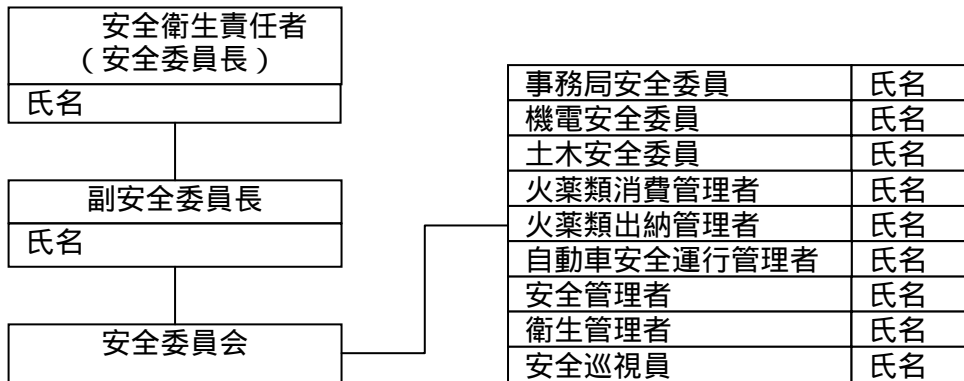 安全衛生責任者
(安全委員長)
氏名
副安全委員長
氏名
安全委員会
事務局安全委員 氏名
機電安全委員 氏名
土木安全委員 氏名
火薬類消費管理者 氏名
火薬類出納管理者 氏名
自動車安全運行管理者 氏名
安全管理者 氏名
衛生管理者 氏名
安全巡視員 氏名